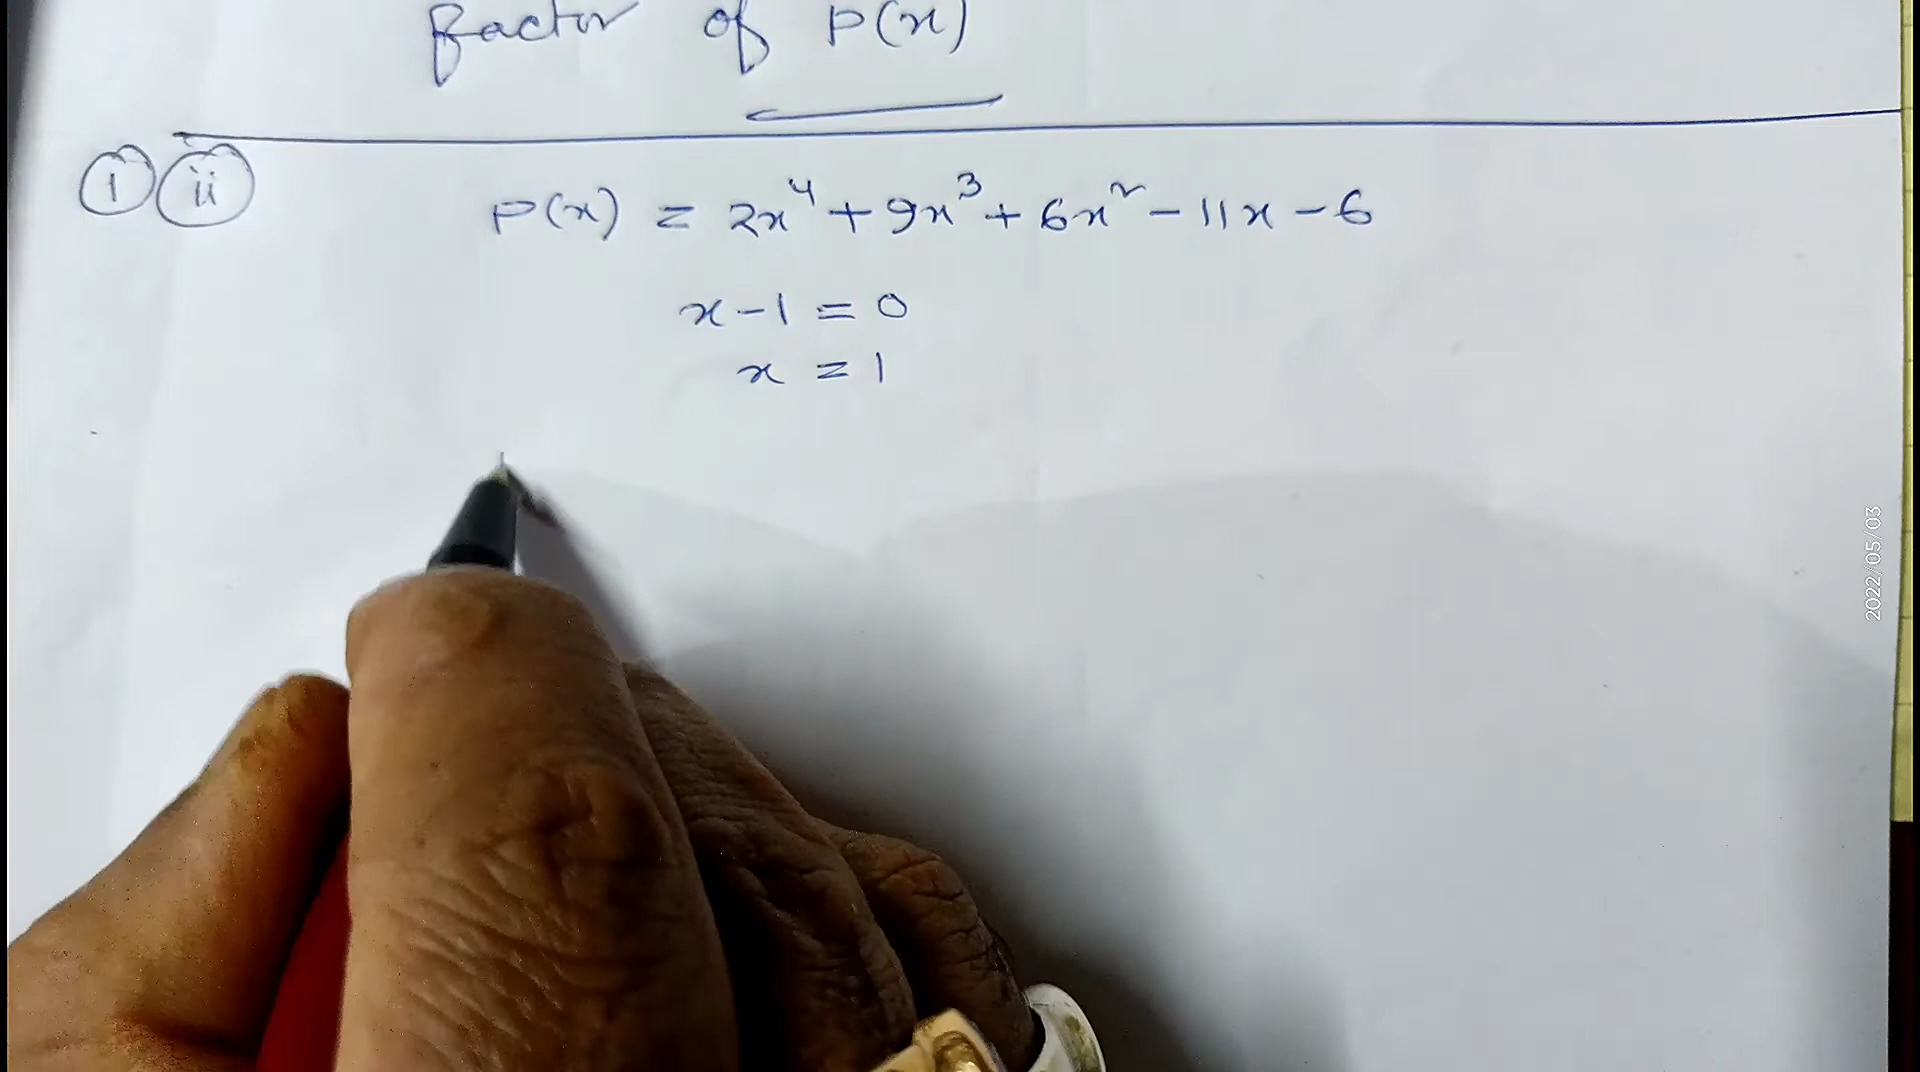 factor of P(x)
i ii P(x) = 2x⁴ + 9x³ + 6x² - 11x - 6
x - 1 = 0
x = 1
2022/05/03